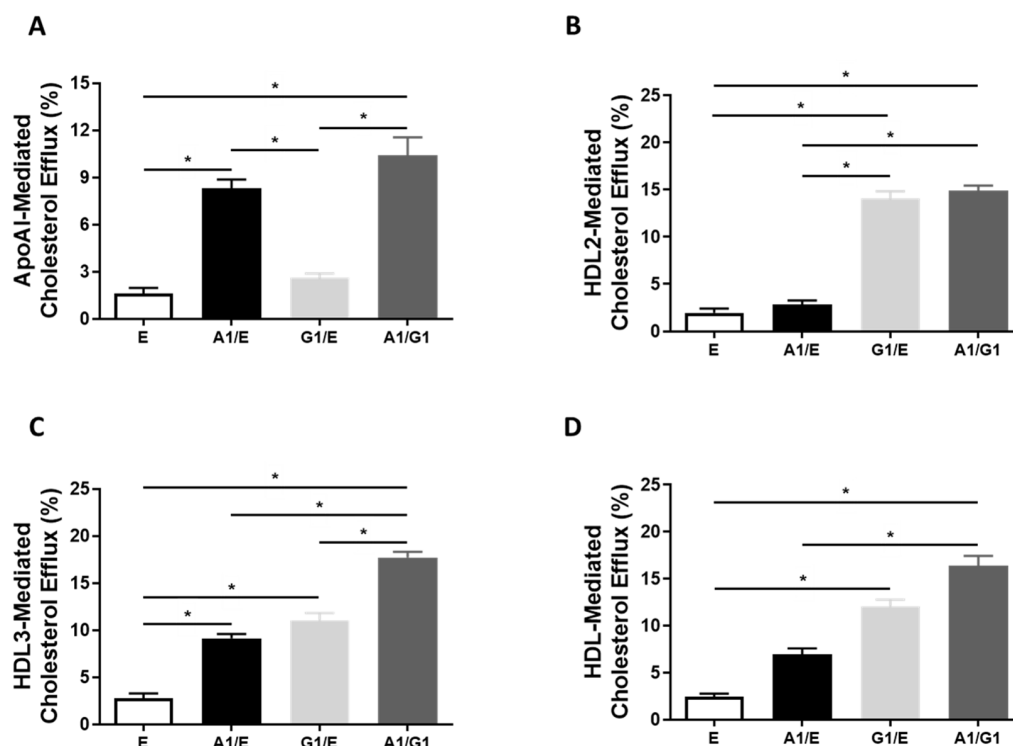 A
ApoAI-Mediated
Cholesterol Efflux (%)
15
12
9
6
3
0
*
*
*
*
E A1/E G1/E A1/G1
B
HDL2-Mediated
Cholesterol Efflux (%)
25
20
15
10
5
0
*
*
*
*
E A1/E G1/E A1/G1
C
HDL3-Mediated
Cholesterol Efflux (%)
25
20
15
10
5
0
*
*
*
*
*
E A1/E G1/E A1/G1
D
HDL-Mediated
Cholesterol Efflux (%)
25
20
15
10
5
0
*
*
*
E A1/E G1/E A1/G1